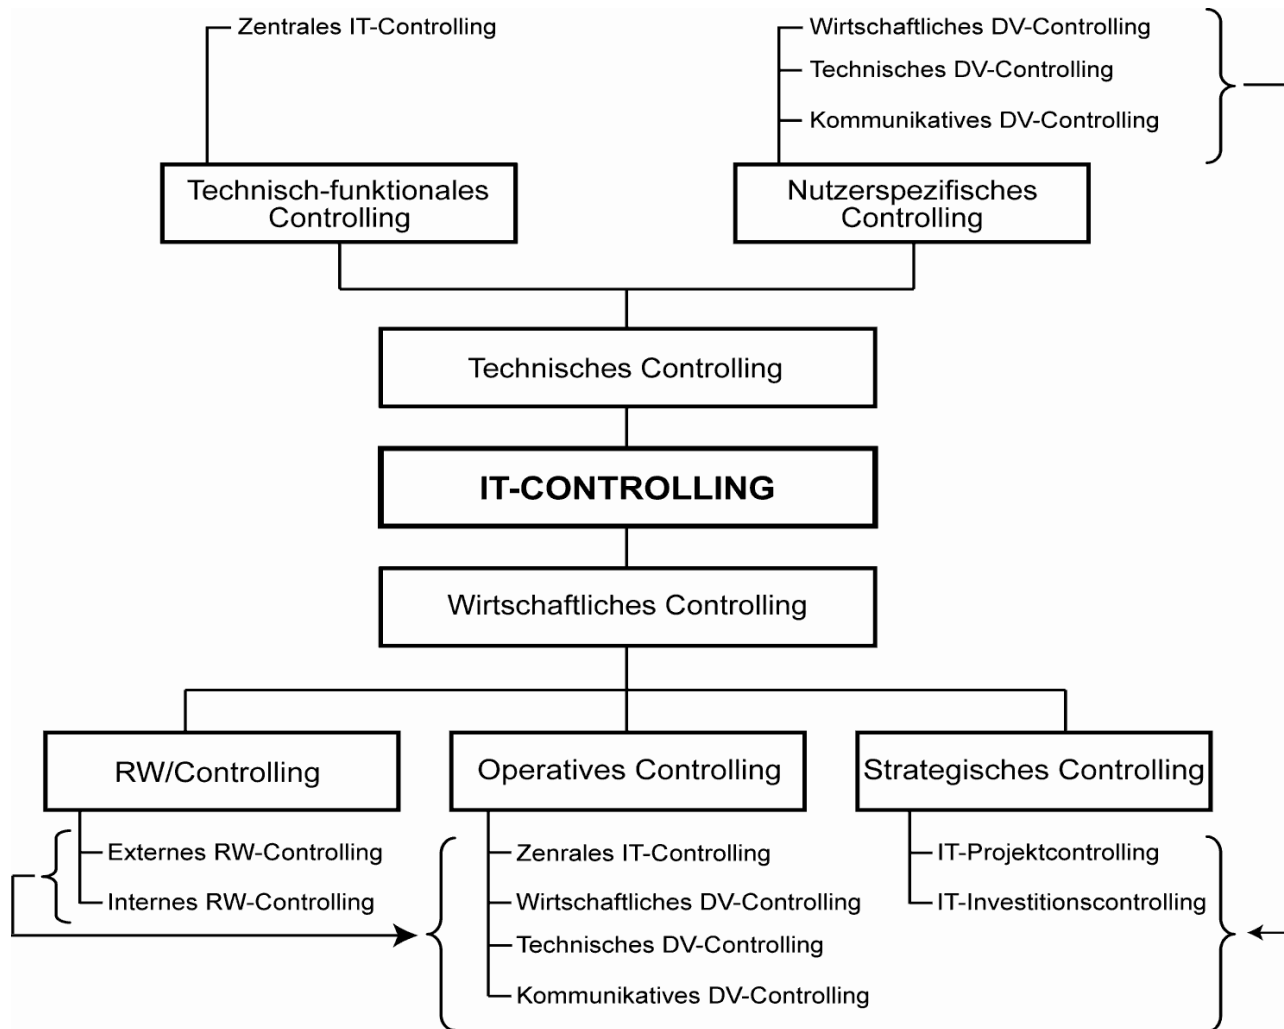 Zentrales IT-Controlling
Wirtschaftliches DV-Controlling
Technisches DV-Controlling
Kommunikatives DV-Controlling
Technisch-funktionales
Controlling
Nutzerspezifisches
Controlling
Technisches Controlling
IT-CONTROLLING
Wirtschaftliches Controlling
RW/Controlling
Operatives Controlling
Strategisches Controlling
Externes RW-Controlling
Internes RW-Controlling
Zenrales IT-Controlling
Wirtschaftliches DV-Controlling
Technisches DV-Controlling
Kommunikatives DV-Controlling
IT-Projektcontrolling
IT-Investitionscontrolling